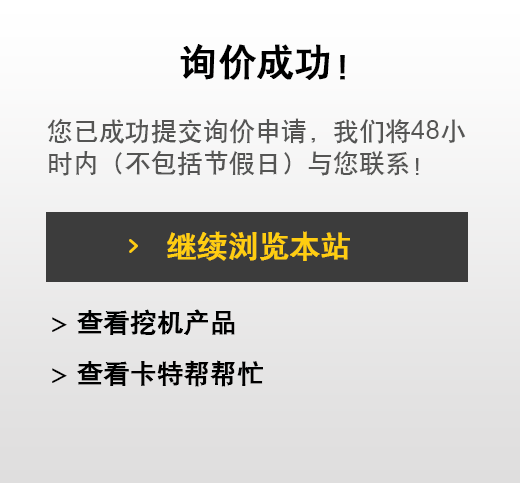 询价成功！
您已成功提交询价申请，我们将48小
时内（不包括节假日）与您联系！
> 继续浏览本站
> 查看挖机产品
> 查看卡特帮帮忙